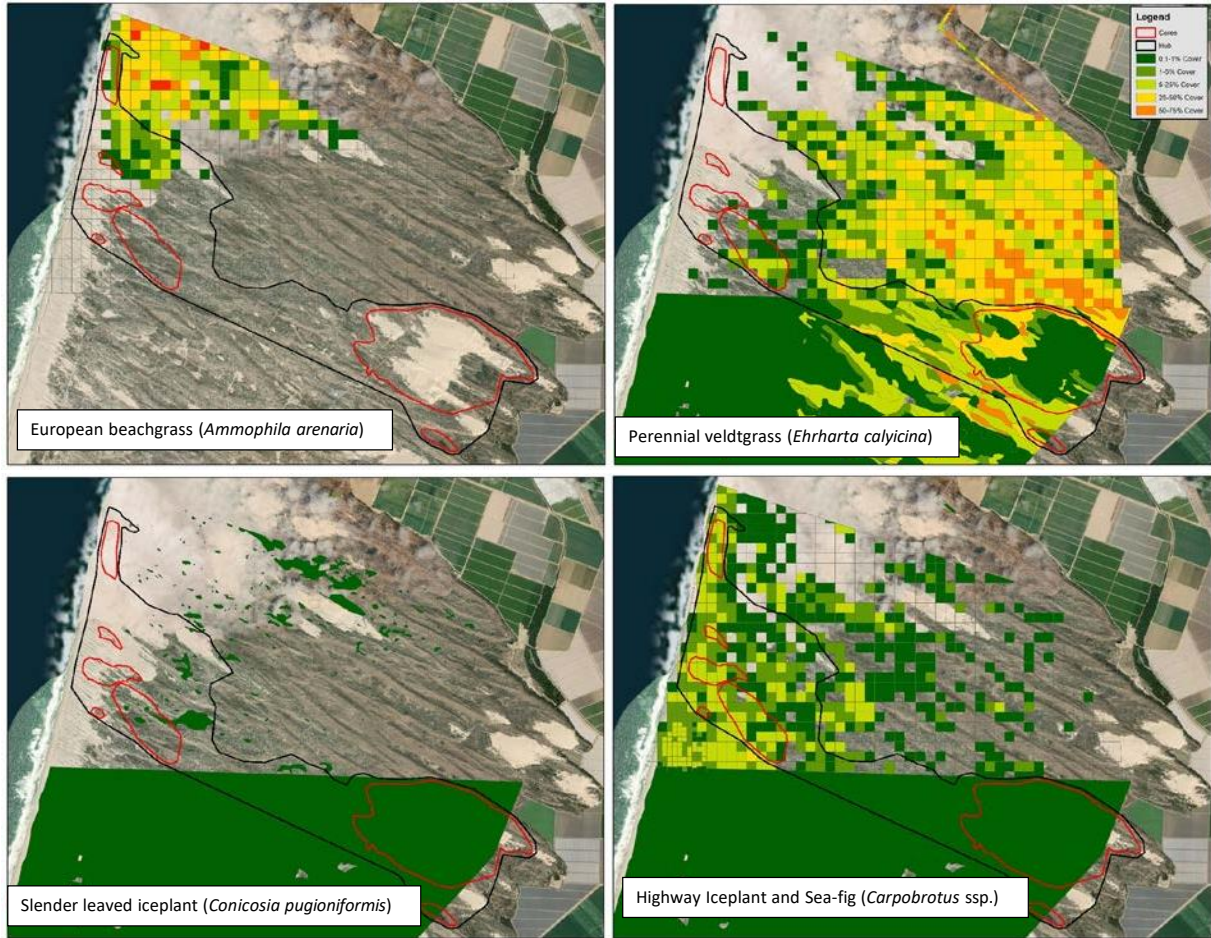 Legend
Cores
Hub
0.1-1% Cover
1-5% Cover
5-25% Cover
25-50% Cover
50-75% Cover
European beachgrass (Ammophila arenaria)
Perennial veldtgrass (Ehrharta calyicina)
Slender leaved iceplant (Conicosia pugioniformis)
Highway Iceplant and Sea-fig (Carpobrotus ssp.)